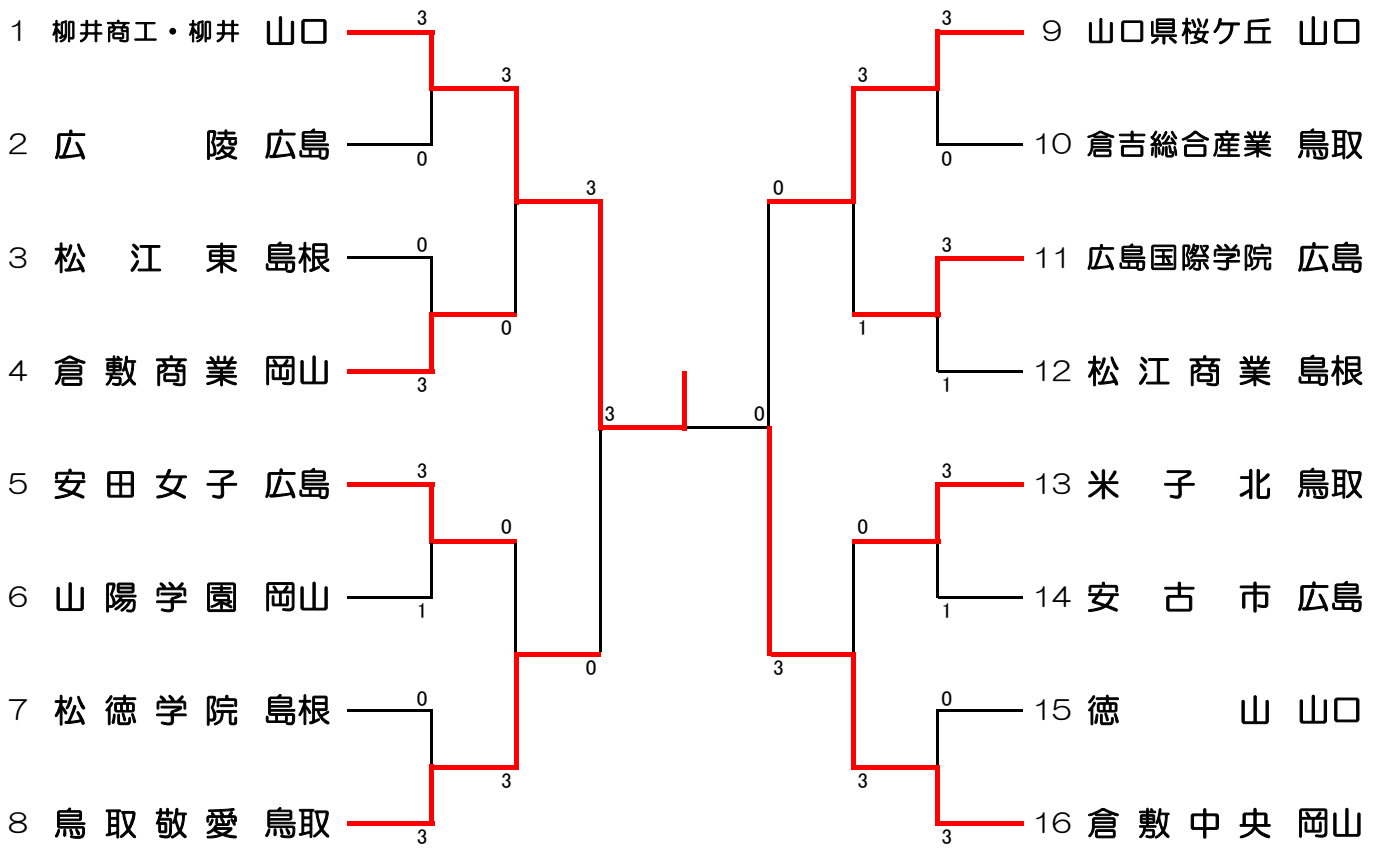 1 柳井商工・柳井 山口 3 3 9 山口県桜ケ丘 山口
3 3
2 広 陵 広島 0 0 10 倉吉総合産業 鳥取
3 0
3 松 江 東 島根 0 3 11 広島国際学院 広島
0 1
4 倉敷商業 岡山 3 1 12 松江商業 島根
3 0
5 安田女子 広島 3 3 13 米 子 北 鳥取
0 0
6 山陽学園 岡山 1 1 14 安 古 市 広島
0 3
7 松徳学院 島根 0 0 15 徳 山 山口
3 3
8 鳥取敬愛 鳥取 3 3 16 倉敷中央 岡山